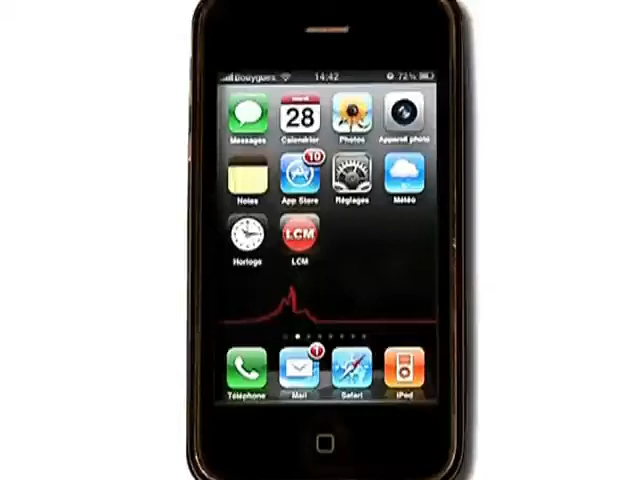 Bouygues 14:42 72%
28
Messages Calendrier Photos Appareil photo
10
Notes App Store Réglages Météo
LCM
Horloge LCM
1
Téléphone Mail Safari iPod